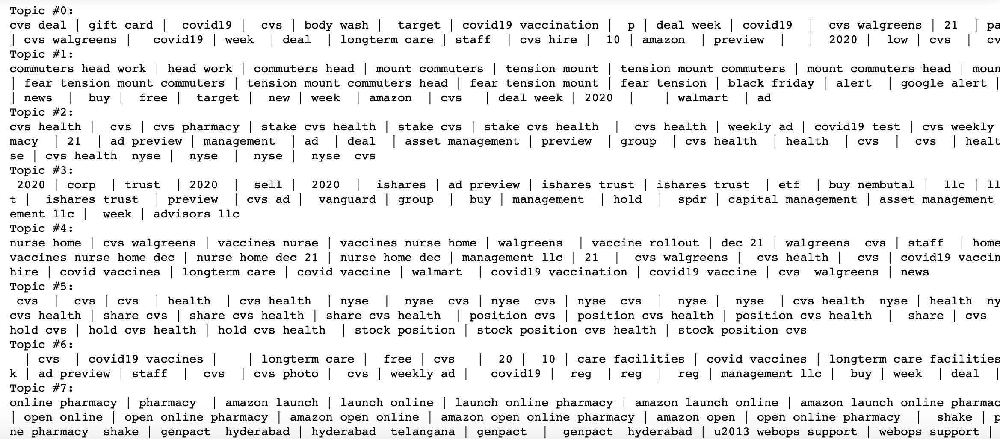 Topic #0:
cvs deal | gift card |  covid19 |  cvs | body wash |  target | covid19 vaccination |  p | deal week | covid19  |  cvs walgreens | 21  | pa
| cvs walgreens |   covid19 | week  | deal  | longterm care | staff  | cvs hire |  10 | amazon  | preview  |   |  2020 |  low | cvs  |  cv
Topic #1:
commuters head work | head work | commuters head | mount commuters | tension mount | tension mount commuters | mount commuters head | moun
| fear tension mount commuters | tension mount commuters head | fear tension mount | fear tension | black friday | alert  | google alert |
| news  |  buy |  free |  target |  new | week  | amazon  | cvs   | deal week | 2020  |    | walmart  | ad
Topic #2:
cvs health |  cvs | cvs pharmacy | stake cvs health | stake cvs | stake cvs health  |  cvs health | weekly ad | covid19 test | cvs weekly
macy  | 21  | ad preview | management  | ad  | deal  | asset management | preview  | group  | cvs health  | health  | cvs  |  cvs  | healt
se | cvs health  nyse |  nyse  |  nyse |  nyse  cvs
Topic #3:
 2020 | corp  | trust  | 2020  |  sell |  2020  |  ishares | ad preview | ishares trust | ishares trust  | etf  | buy nembutal |  llc | ll
t |  ishares trust  | preview  | cvs ad |  vanguard | group  |  buy | management  | hold  |  spdr | capital management | asset management
ement llc |  week | advisors llc
Topic #4:
nurse home | cvs walgreens | vaccines nurse | vaccines nurse home | walgreens  | vaccine rollout | dec 21 | walgreens  cvs | staff  | home
vaccines nurse home dec | nurse home dec 21 | nurse home dec | management llc | 21  |  cvs walgreens |  cvs health |  cvs | covid19 vaccin
hire | covid vaccines | longterm care | covid vaccine | walmart  | covid19 vaccination | covid19 vaccine | cvs  walgreens | news
Topic #5:
 cvs  |  cvs | cvs  | health  | cvs health  | nyse  |  nyse  cvs | nyse  cvs | nyse  cvs  |  nyse |  nyse  | cvs health  nyse | health  ny
cvs health | share cvs | share cvs health | share cvs health  | position cvs | position cvs health | position cvs health  |  share | cvs
hold cvs | hold cvs health | hold cvs health  | stock position | stock position cvs health | stock position cvs
Topic #6:
  | cvs  | covid19 vaccines |    | longterm care |  free | cvs   |  20 |  10 | care facilities | covid vaccines | longterm care facilities
k | ad preview | staff  |  cvs  | cvs photo |  cvs | weekly ad |   covid19 |  reg  | reg  |  reg | management llc |  buy | week  | deal  |
Topic #7:
online pharmacy | pharmacy  | amazon launch | launch online | launch online pharmacy | amazon launch online | amazon launch online pharmac
| open online | open online pharmacy | amazon open online | amazon open online pharmacy | amazon open | open online pharmacy  |  shake | p
ne pharmacy  shake | genpact  hyderabad | hyderabad  telangana | genpact  |  genpact  hyderabad | u2013 webops support | webops support |